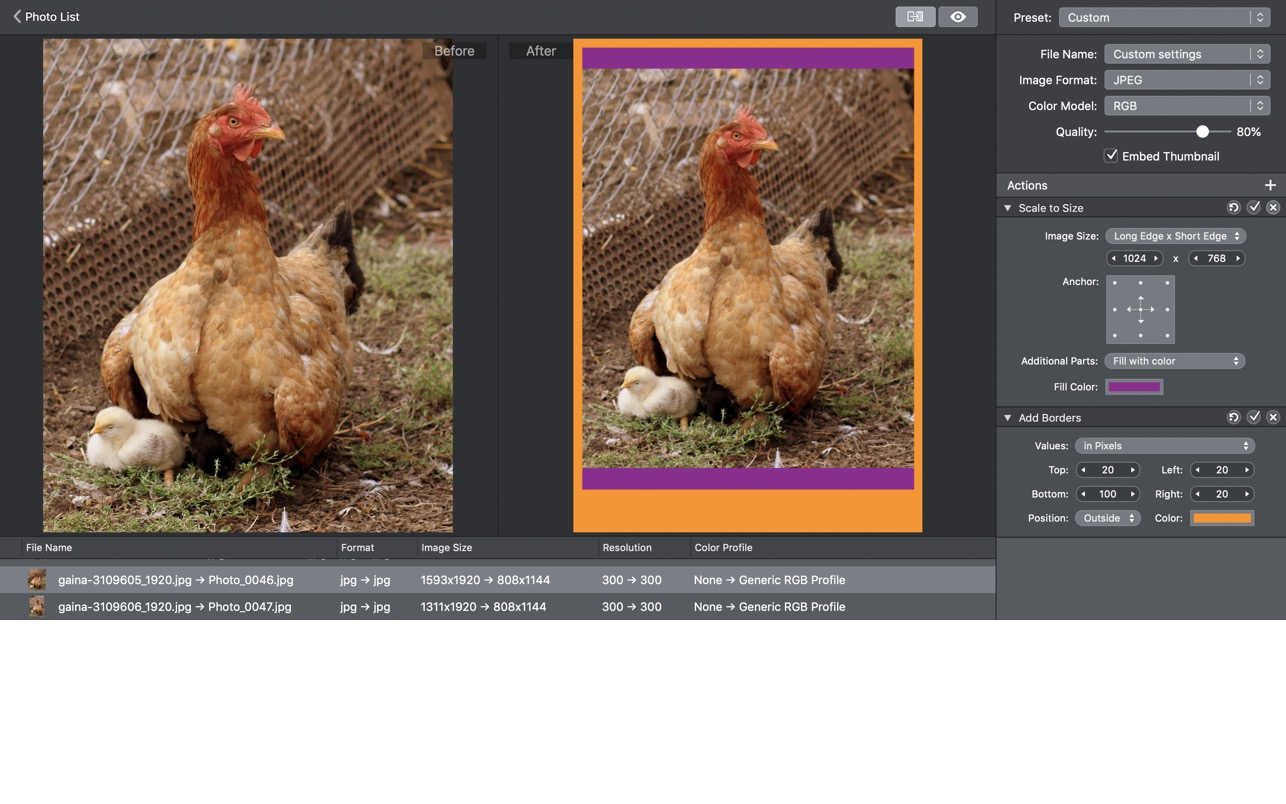 Photo List
Before
After
Preset: Custom
File Name: Custom settings
Image Format: JPEG
Color Model: RGB
Quality: 80%
Embed Thumbnail
Actions
Scale to Size
Image Size: Long Edge x Short Edge
1024 x 768
Anchor:
Additional Parts: Fill with color
Fill Color:
Add Borders
Values: in Pixels
Top: 20 Left: 20
Bottom: 100 Right: 20
Position: Outside Color:
File Name Format Image Size Resolution Color Profile
gaina-3109605_1920.jpg → Photo_0046.jpg jpg → jpg 1593x1920 → 808x1144 300 → 300 None → Generic RGB Profile
gaina-3109606_1920.jpg → Photo_0047.jpg jpg → jpg 1311x1920 → 808x1144 300 → 300 None → Generic RGB Profile